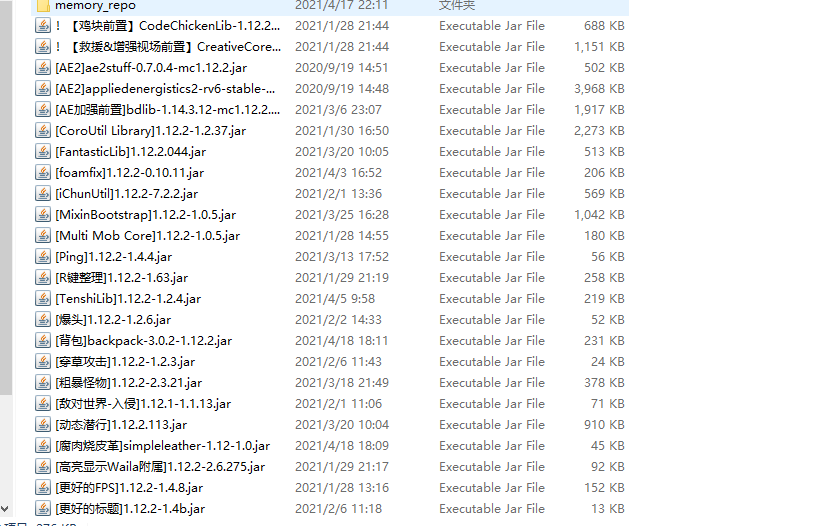 memory_repo 2021/4/17 22:11 文件夹
！【鸡块前置】CodeChickenLib-1.12.2... 2021/1/28 21:44 Executable Jar File 688 KB
！【救援&增强视场前置】CreativeCore... 2021/1/28 21:44 Executable Jar File 1,151 KB
[AE2]ae2stuff-0.7.0.4-mc1.12.2.jar 2020/9/19 14:51 Executable Jar File 502 KB
[AE2]appliedenergistics2-rv6-stable-... 2020/9/19 14:48 Executable Jar File 3,968 KB
[AE加强前置]bdlib-1.14.3.12-mc1.12.2.... 2021/3/6 23:07 Executable Jar File 1,917 KB
[CoroUtil Library]1.12.2-1.2.37.jar 2021/1/30 16:50 Executable Jar File 2,273 KB
[FantasticLib]1.12.2.044.jar 2021/3/20 10:05 Executable Jar File 513 KB
[foamfix]1.12.2-0.10.11.jar 2021/4/3 16:52 Executable Jar File 206 KB
[iChunUtil]1.12.2-7.2.2.jar 2021/2/1 13:36 Executable Jar File 569 KB
[MixinBootstrap]1.12.2-1.0.5.jar 2021/3/25 16:28 Executable Jar File 1,042 KB
[Multi Mob Core]1.12.2-1.0.5.jar 2021/1/28 14:55 Executable Jar File 180 KB
[Ping]1.12.2-1.4.4.jar 2021/3/13 17:52 Executable Jar File 56 KB
[R键整理]1.12.2-1.63.jar 2021/1/29 21:19 Executable Jar File 258 KB
[TenshiLib]1.12.2-1.2.4.jar 2021/4/5 9:58 Executable Jar File 219 KB
[爆头]1.12.2-1.2.6.jar 2021/2/2 14:33 Executable Jar File 52 KB
[背包]backpack-3.0.2-1.12.2.jar 2021/4/18 18:11 Executable Jar File 231 KB
[穿草攻击]1.12.2-1.2.3.jar 2021/2/6 11:43 Executable Jar File 24 KB
[粗暴怪物]1.12.2-2.3.21.jar 2021/3/18 21:49 Executable Jar File 378 KB
[敌对世界-入侵]1.12.1-1.1.13.jar 2021/2/1 11:06 Executable Jar File 71 KB
[动态潜行]1.12.2.113.jar 2021/3/20 10:04 Executable Jar File 910 KB
[腐肉烧皮革]simpleleather-1.12-1.0.jar 2021/4/18 18:09 Executable Jar File 45 KB
[高亮显示Waila附属]1.12.2-2.6.275.jar 2021/1/29 21:17 Executable Jar File 92 KB
[更好的FPS]1.12.2-1.4.8.jar 2021/1/28 13:16 Executable Jar File 152 KB
[更好的标题]1.12.2-1.4b.jar 2021/2/6 11:18 Executable Jar File 13 KB